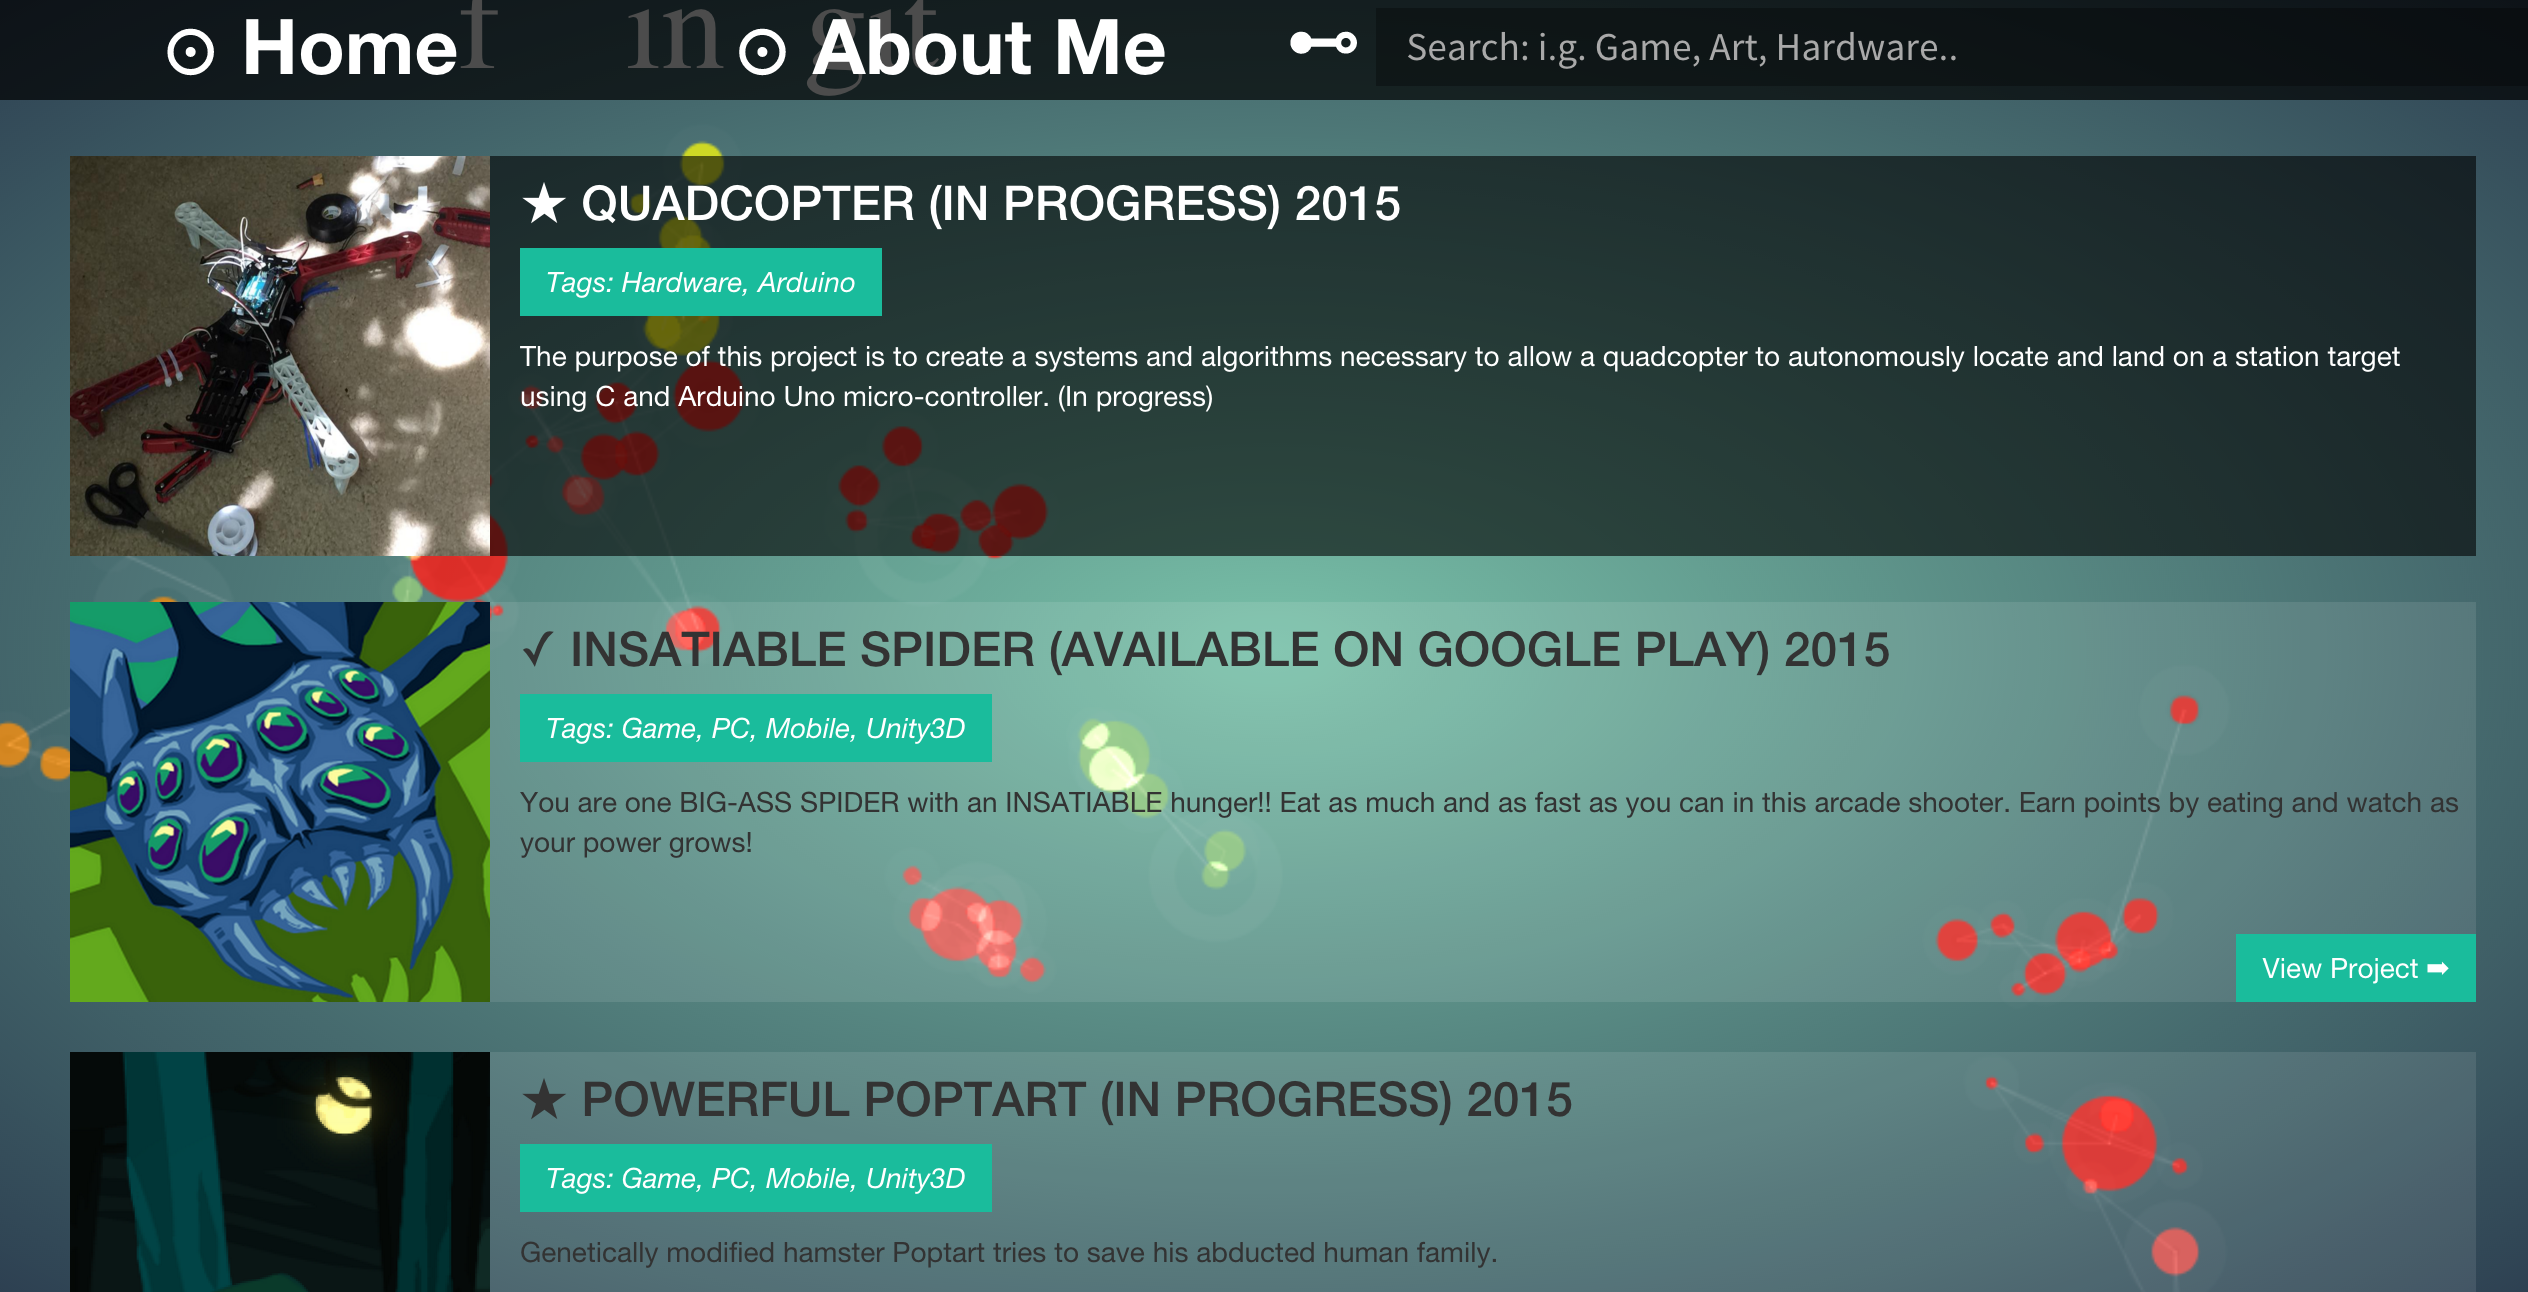 ⊙ Home f in ⊙ About Me git Search: i.g. Game, Art, Hardware..
★ QUADCOPTER (IN PROGRESS) 2015
Tags: Hardware, Arduino
The purpose of this project is to create a systems and algorithms necessary to allow a quadcopter to autonomously locate and land on a station target
using C and Arduino Uno micro-controller. (In progress)
✓ INSATIABLE SPIDER (AVAILABLE ON GOOGLE PLAY) 2015
Tags: Game, PC, Mobile, Unity3D
You are one BIG-ASS SPIDER with an INSATIABLE hunger!! Eat as much and as fast as you can in this arcade shooter. Earn points by eating and watch as
your power grows!
View Project ➡
★ POWERFUL POPTART (IN PROGRESS) 2015
Tags: Game, PC, Mobile, Unity3D
Genetically modified hamster Poptart tries to save his abducted human family.